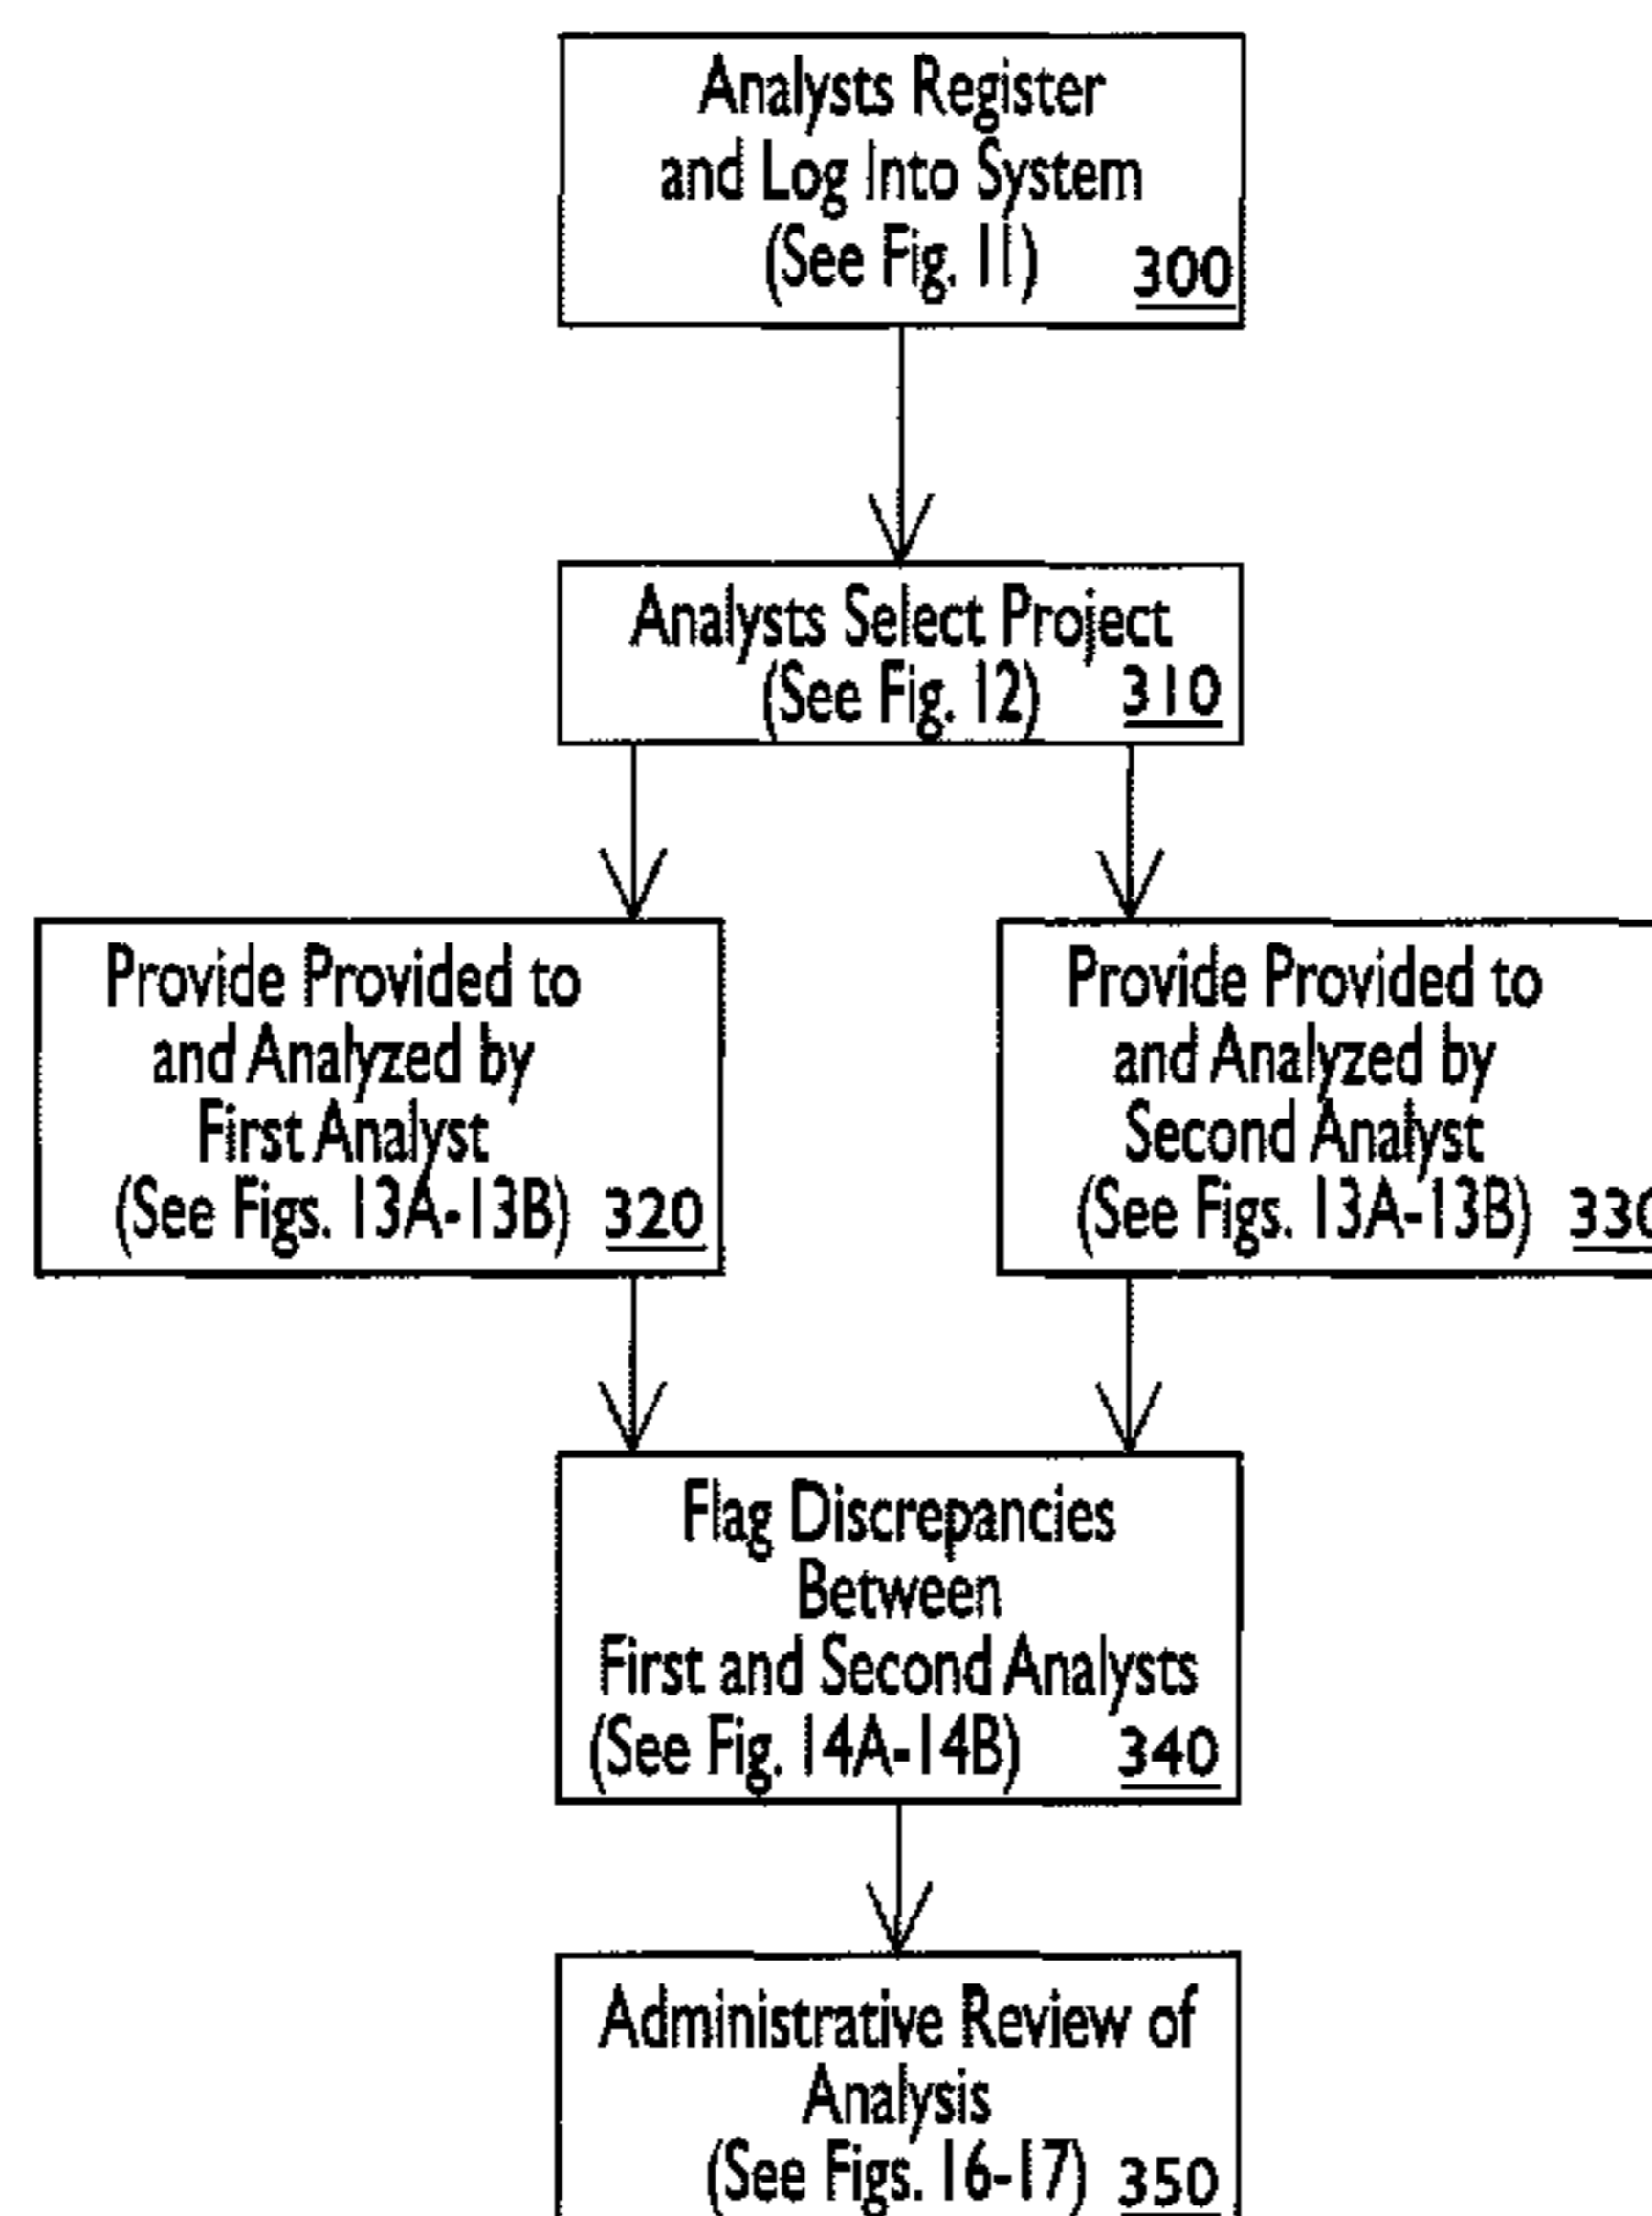 Analysts Register
and Log Into System
(See Fig. 11)
300
Analysts Select Project
(See Fig. 12)
310
Provide Provided to
and Analyzed by
First Analyst
(See Figs. 13A-13B)
320
Provide Provided to
and Analyzed by
Second Analyst
(See Figs. 13A-13B)
330
Flag Discrepancies
Between
First and Second Analysts
(See Fig. 14A-14B)
340
Administrative Review of
Analysis
(See Figs. 16-17)
350